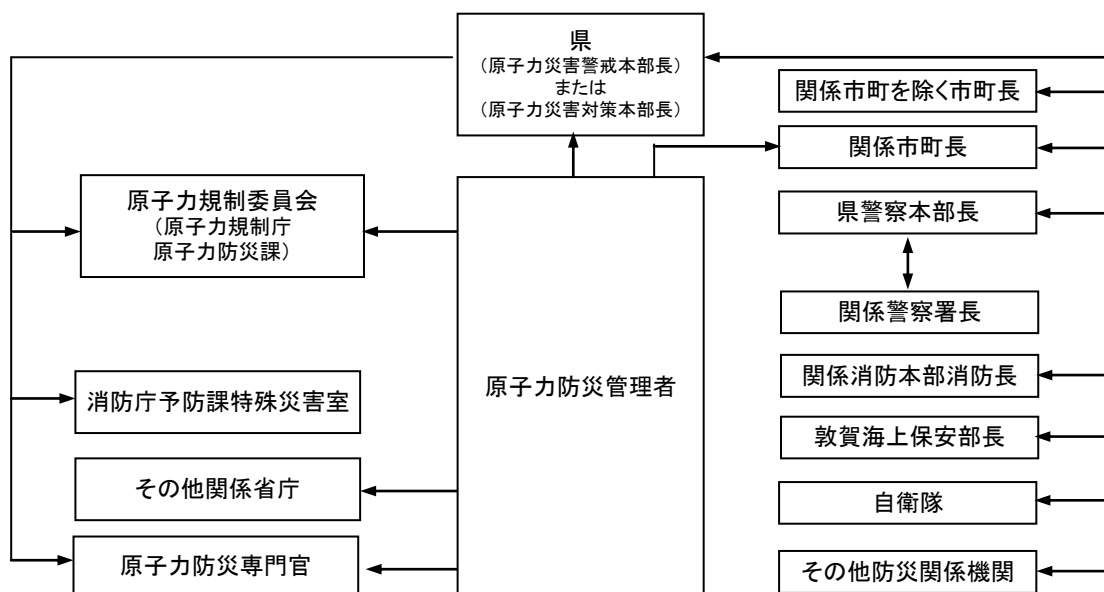 県
(原子力災害警戒本部長)
または
(原子力災害対策本部長)
関係市町を除く市町長
関係市町長
原子力規制委員会
(原子力規制庁
原子力防災課)
県警察本部長
関係警察署長
原子力防災管理者
消防庁予防課特殊災害室
関係消防本部消防長
敦賀海上保安部長
その他関係省庁
自衛隊
原子力防災専門官
その他防災関係機関